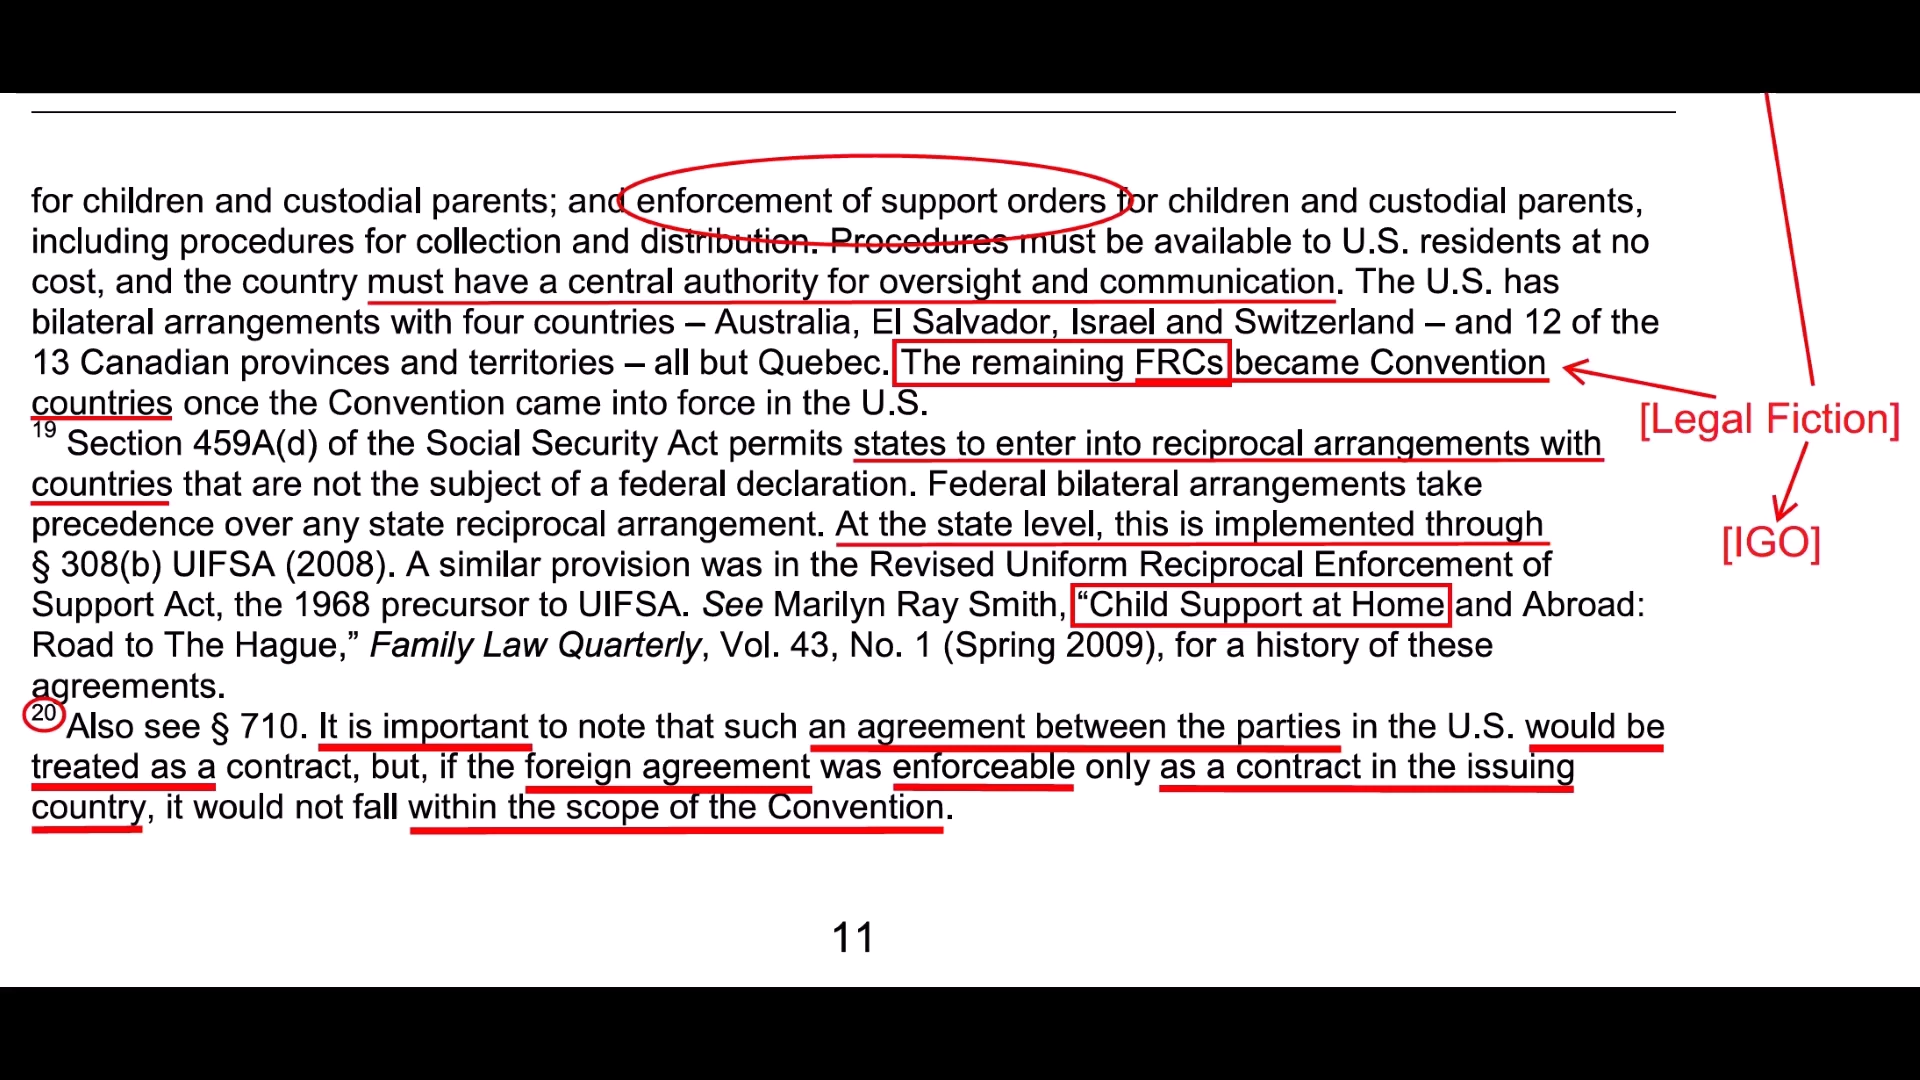 for children and custodial parents; and enforcement of support orders for children and custodial parents,
including procedures for collection and distribution. Procedures must be available to U.S. residents at no
cost, and the country must have a central authority for oversight and communication. The U.S. has
bilateral arrangements with four countries – Australia, El Salvador, Israel and Switzerland – and 12 of the
13 Canadian provinces and territories – all but Quebec. The remaining FRCs became Convention
countries once the Convention came into force in the U.S.
[Legal Fiction]
19 Section 459A(d) of the Social Security Act permits states to enter into reciprocal arrangements with
countries that are not the subject of a federal declaration. Federal bilateral arrangements take
precedence over any state reciprocal arrangement. At the state level, this is implemented through
[IGO]
§ 308(b) UIFSA (2008). A similar provision was in the Revised Uniform Reciprocal Enforcement of
Support Act, the 1968 precursor to UIFSA. See Marilyn Ray Smith, “Child Support at Home and Abroad:
Road to The Hague,” Family Law Quarterly, Vol. 43, No. 1 (Spring 2009), for a history of these
agreements.
20 Also see § 710. It is important to note that such an agreement between the parties in the U.S. would be
treated as a contract, but, if the foreign agreement was enforceable only as a contract in the issuing
country, it would not fall within the scope of the Convention.
11